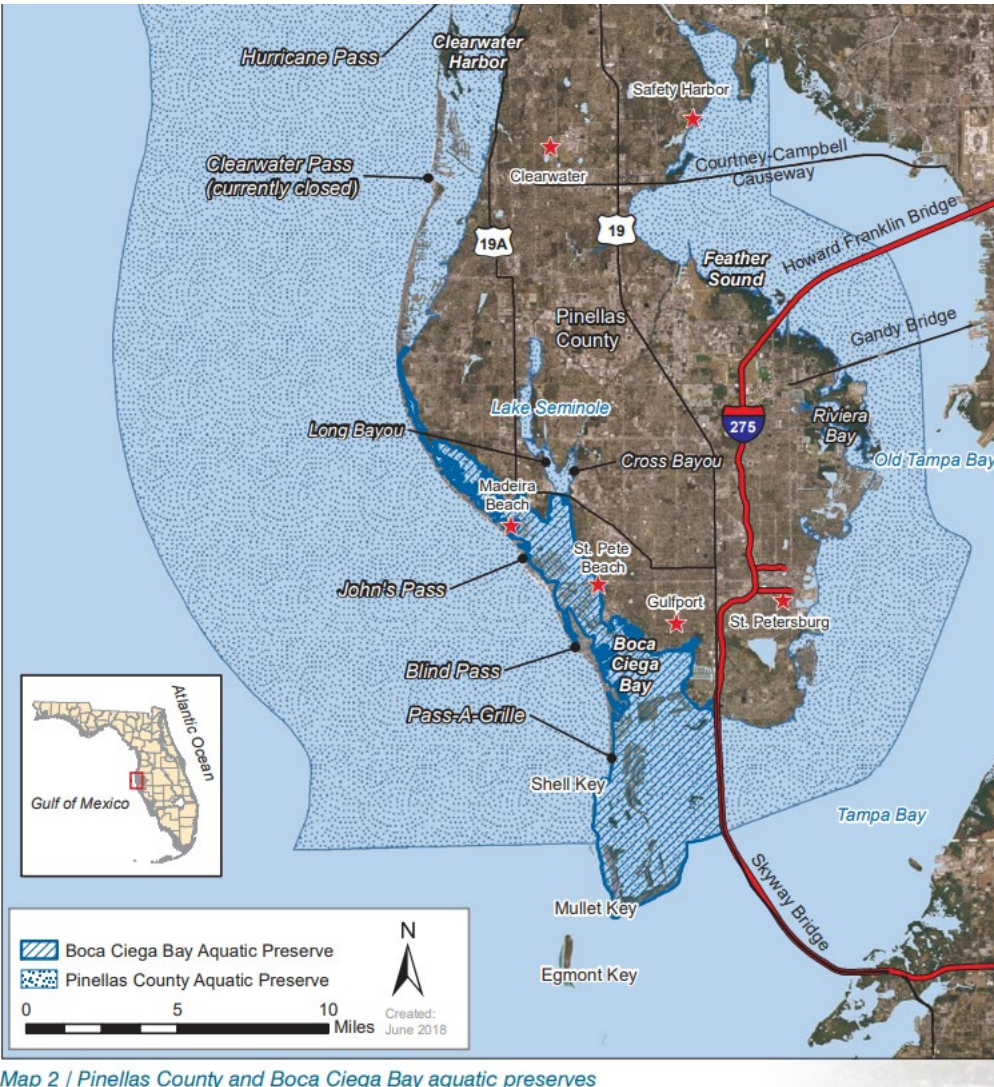 Hurricane Pass
Clearwater
Harbor
Safety Harbor
Clearwater Pass
(currently closed)
Clearwater
Courtney-Campbell
Causeway
19A
19
Howard Franklin Bridge
Feather
Sound
Pinellas
County
Gandy Bridge
Lake Seminole
275
Riviera
Bay
Long Bayou
Cross Bayou
Old Tampa Bay
Madeira
Beach
St. Pete
Beach
John's Pass
Gulfport
St. Petersburg
Boca
Ciega
Bay
Blind Pass
Pass-A-Grille
Atlantic Ocean
Gulf of Mexico
Shell Key
Tampa Bay
Skyway Bridge
Mullet Key
Egmont Key
Boca Ciega Bay Aquatic Preserve
Pinellas County Aquatic Preserve
N
0 5 10
Miles
Created:
June 2018
Map 2 / Pinellas County and Boca Ciega Bay aquatic preserves